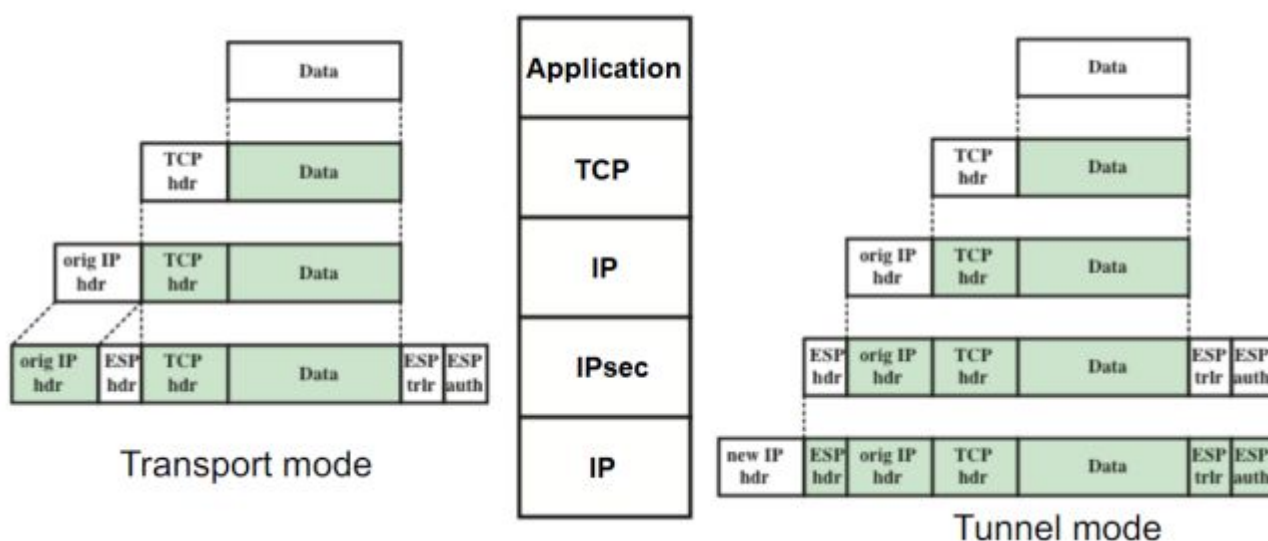 Data
TCP
hdr
Data
orig IP
hdr
TCP
hdr
Data
orig IP
hdr
ESP
hdr
TCP
hdr
Data
ESP
trlr
ESP
auth
Transport mode
Application
TCP
IP
IPsec
IP
Data
TCP
hdr
Data
orig IP
hdr
TCP
hdr
Data
ESP
hdr
orig IP
hdr
TCP
hdr
Data
ESP
trlr
ESP
auth
new IP
hdr
ESP
hdr
orig IP
hdr
TCP
hdr
Data
ESP
trlr
ESP
auth
Tunnel mode